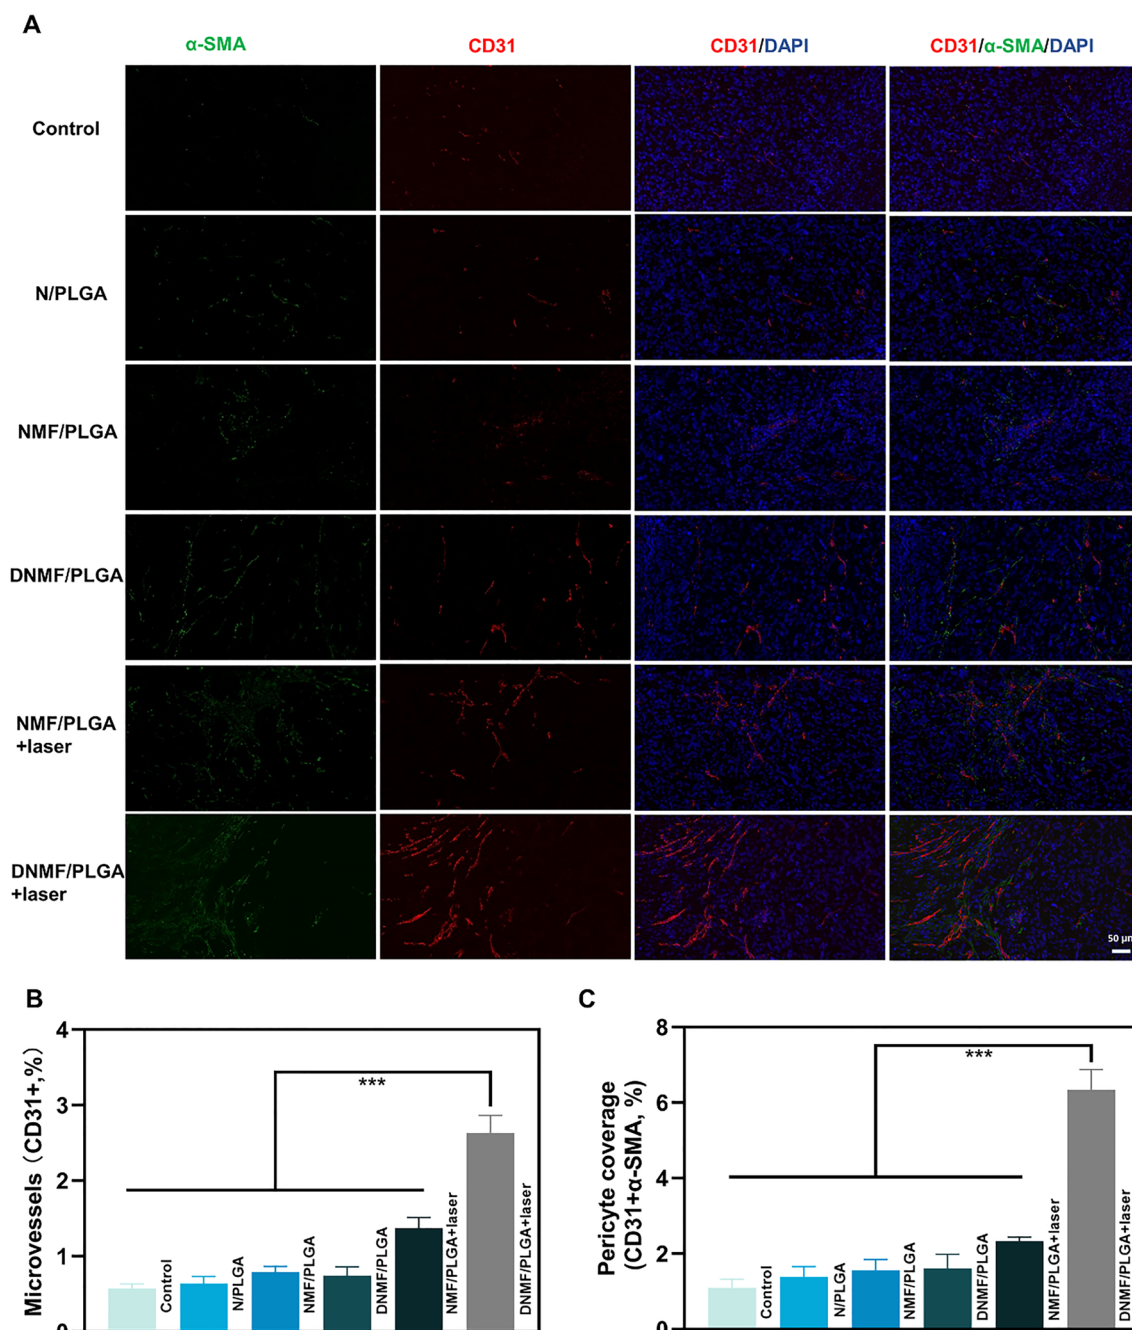 A
α-SMA
CD31
CD31/DAPI
CD31/α-SMA/DAPI
Control
N/PLGA
NMF/PLGA
DNMF/PLGA
NMF/PLGA
+laser
DNMF/PLGA
+laser
50 μm
B
Microvessels (CD31+,%)
4
3
2
1
0
***
Control
N/PLGA
NMF/PLGA
DNMF/PLGA
NMF/PLGA+laser
DNMF/PLGA+laser
C
Pericyte coverage
(CD31+α-SMA, %)
8
6
4
2
0
***
Control
N/PLGA
NMF/PLGA
DNMF/PLGA
NMF/PLGA+laser
DNMF/PLGA+laser